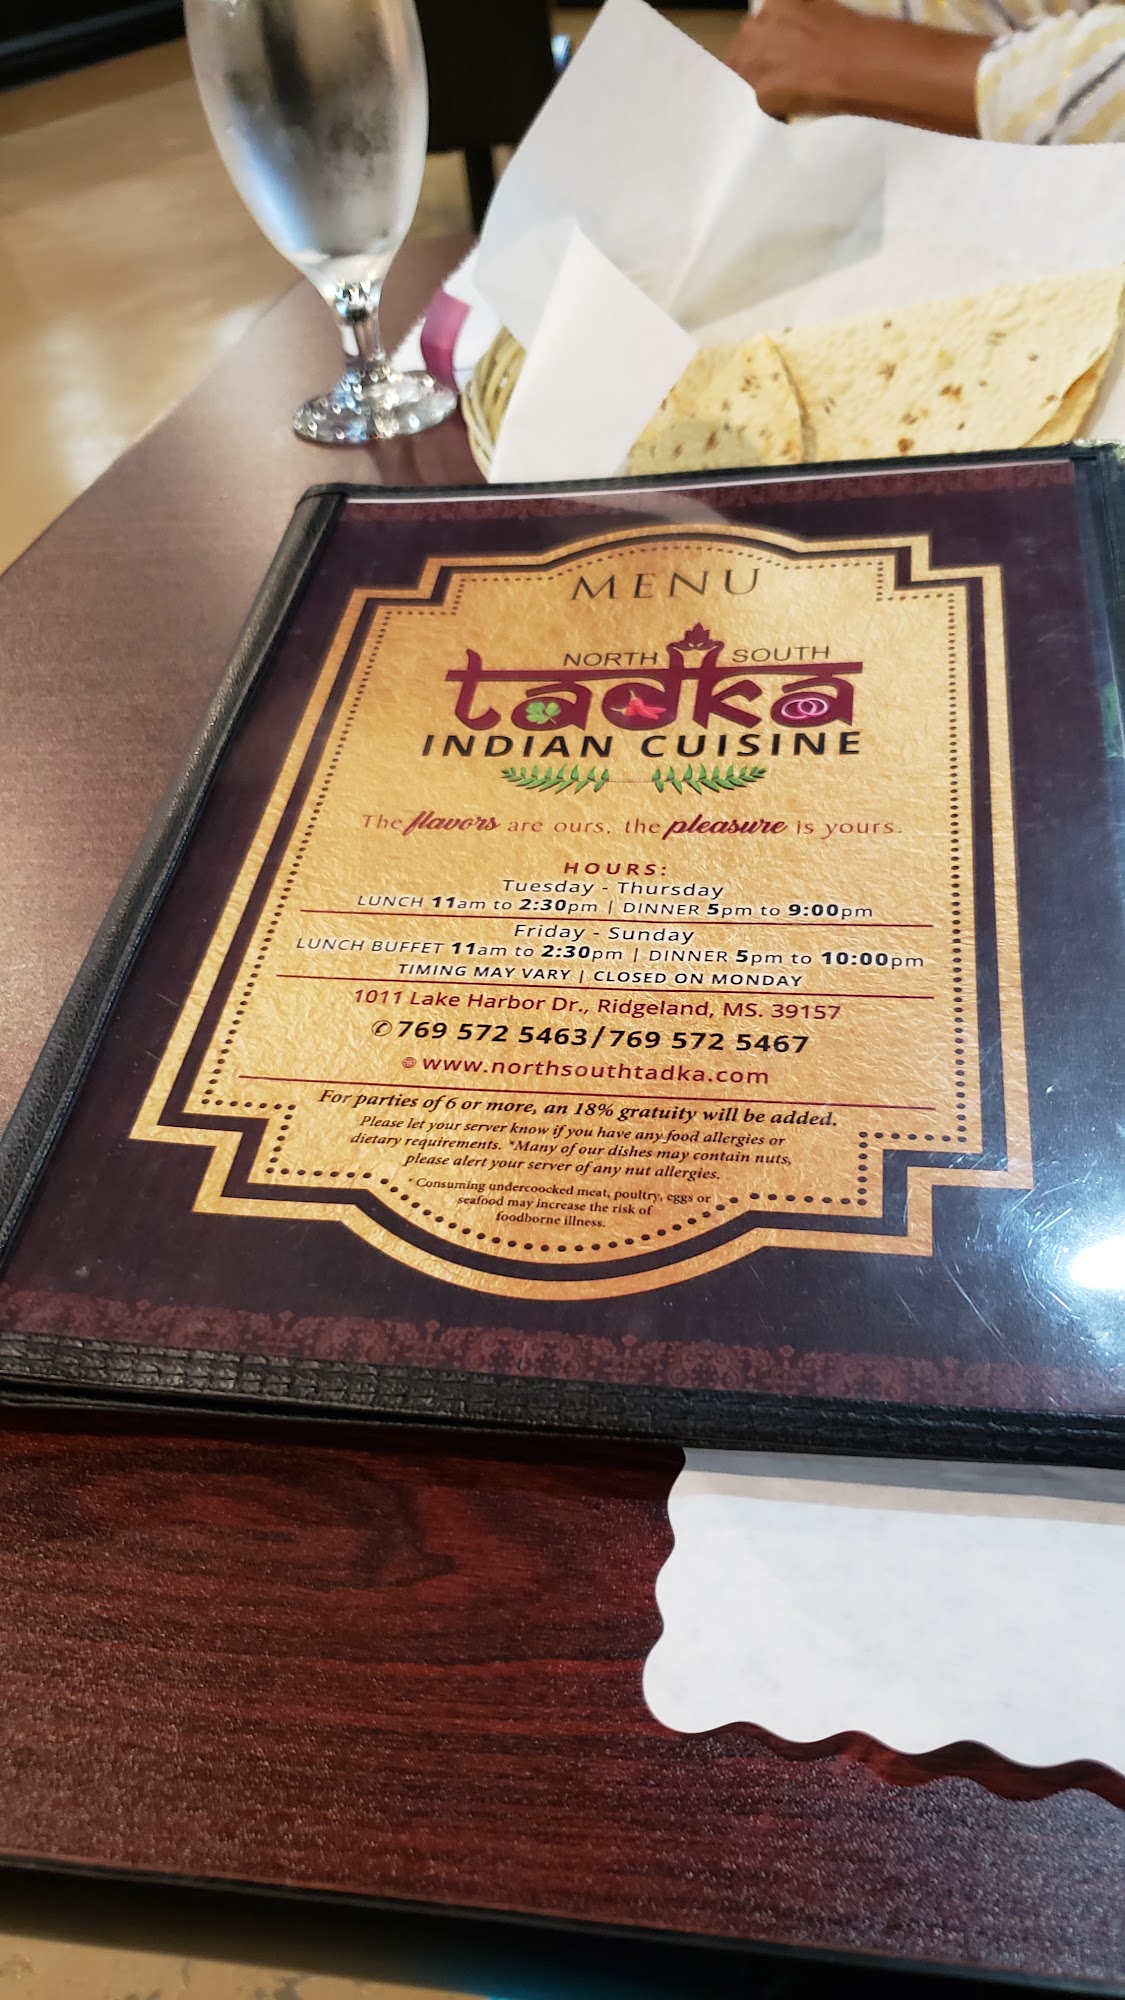 MENU
NORTH SOUTH
tadka
INDIAN CUISINE
The flavors are ours, the pleasure is yours.
HOURS:
Tuesday - Thursday
LUNCH 11am to 2:30pm | DINNER 5pm to 9:00pm
Friday - Sunday
LUNCH BUFFET 11am to 2:30pm | DINNER 5pm to 10:00pm
TIMING MAY VARY | CLOSED ON MONDAY
1011 Lake Harbor Dr., Ridgeland, MS. 39157
✆ 769 572 5463/769 572 5467
www.northsouthtadka.com
For parties of 6 or more, an 18% gratuity will be added.
Please let your server know if you have any food allergies or
dietary requirements. *Many of our dishes may contain nuts,
please alert your server of any nut allergies.
* Consuming undercoocked meat, poultry, eggs or
seafood may increase the risk of
foodborne illness.